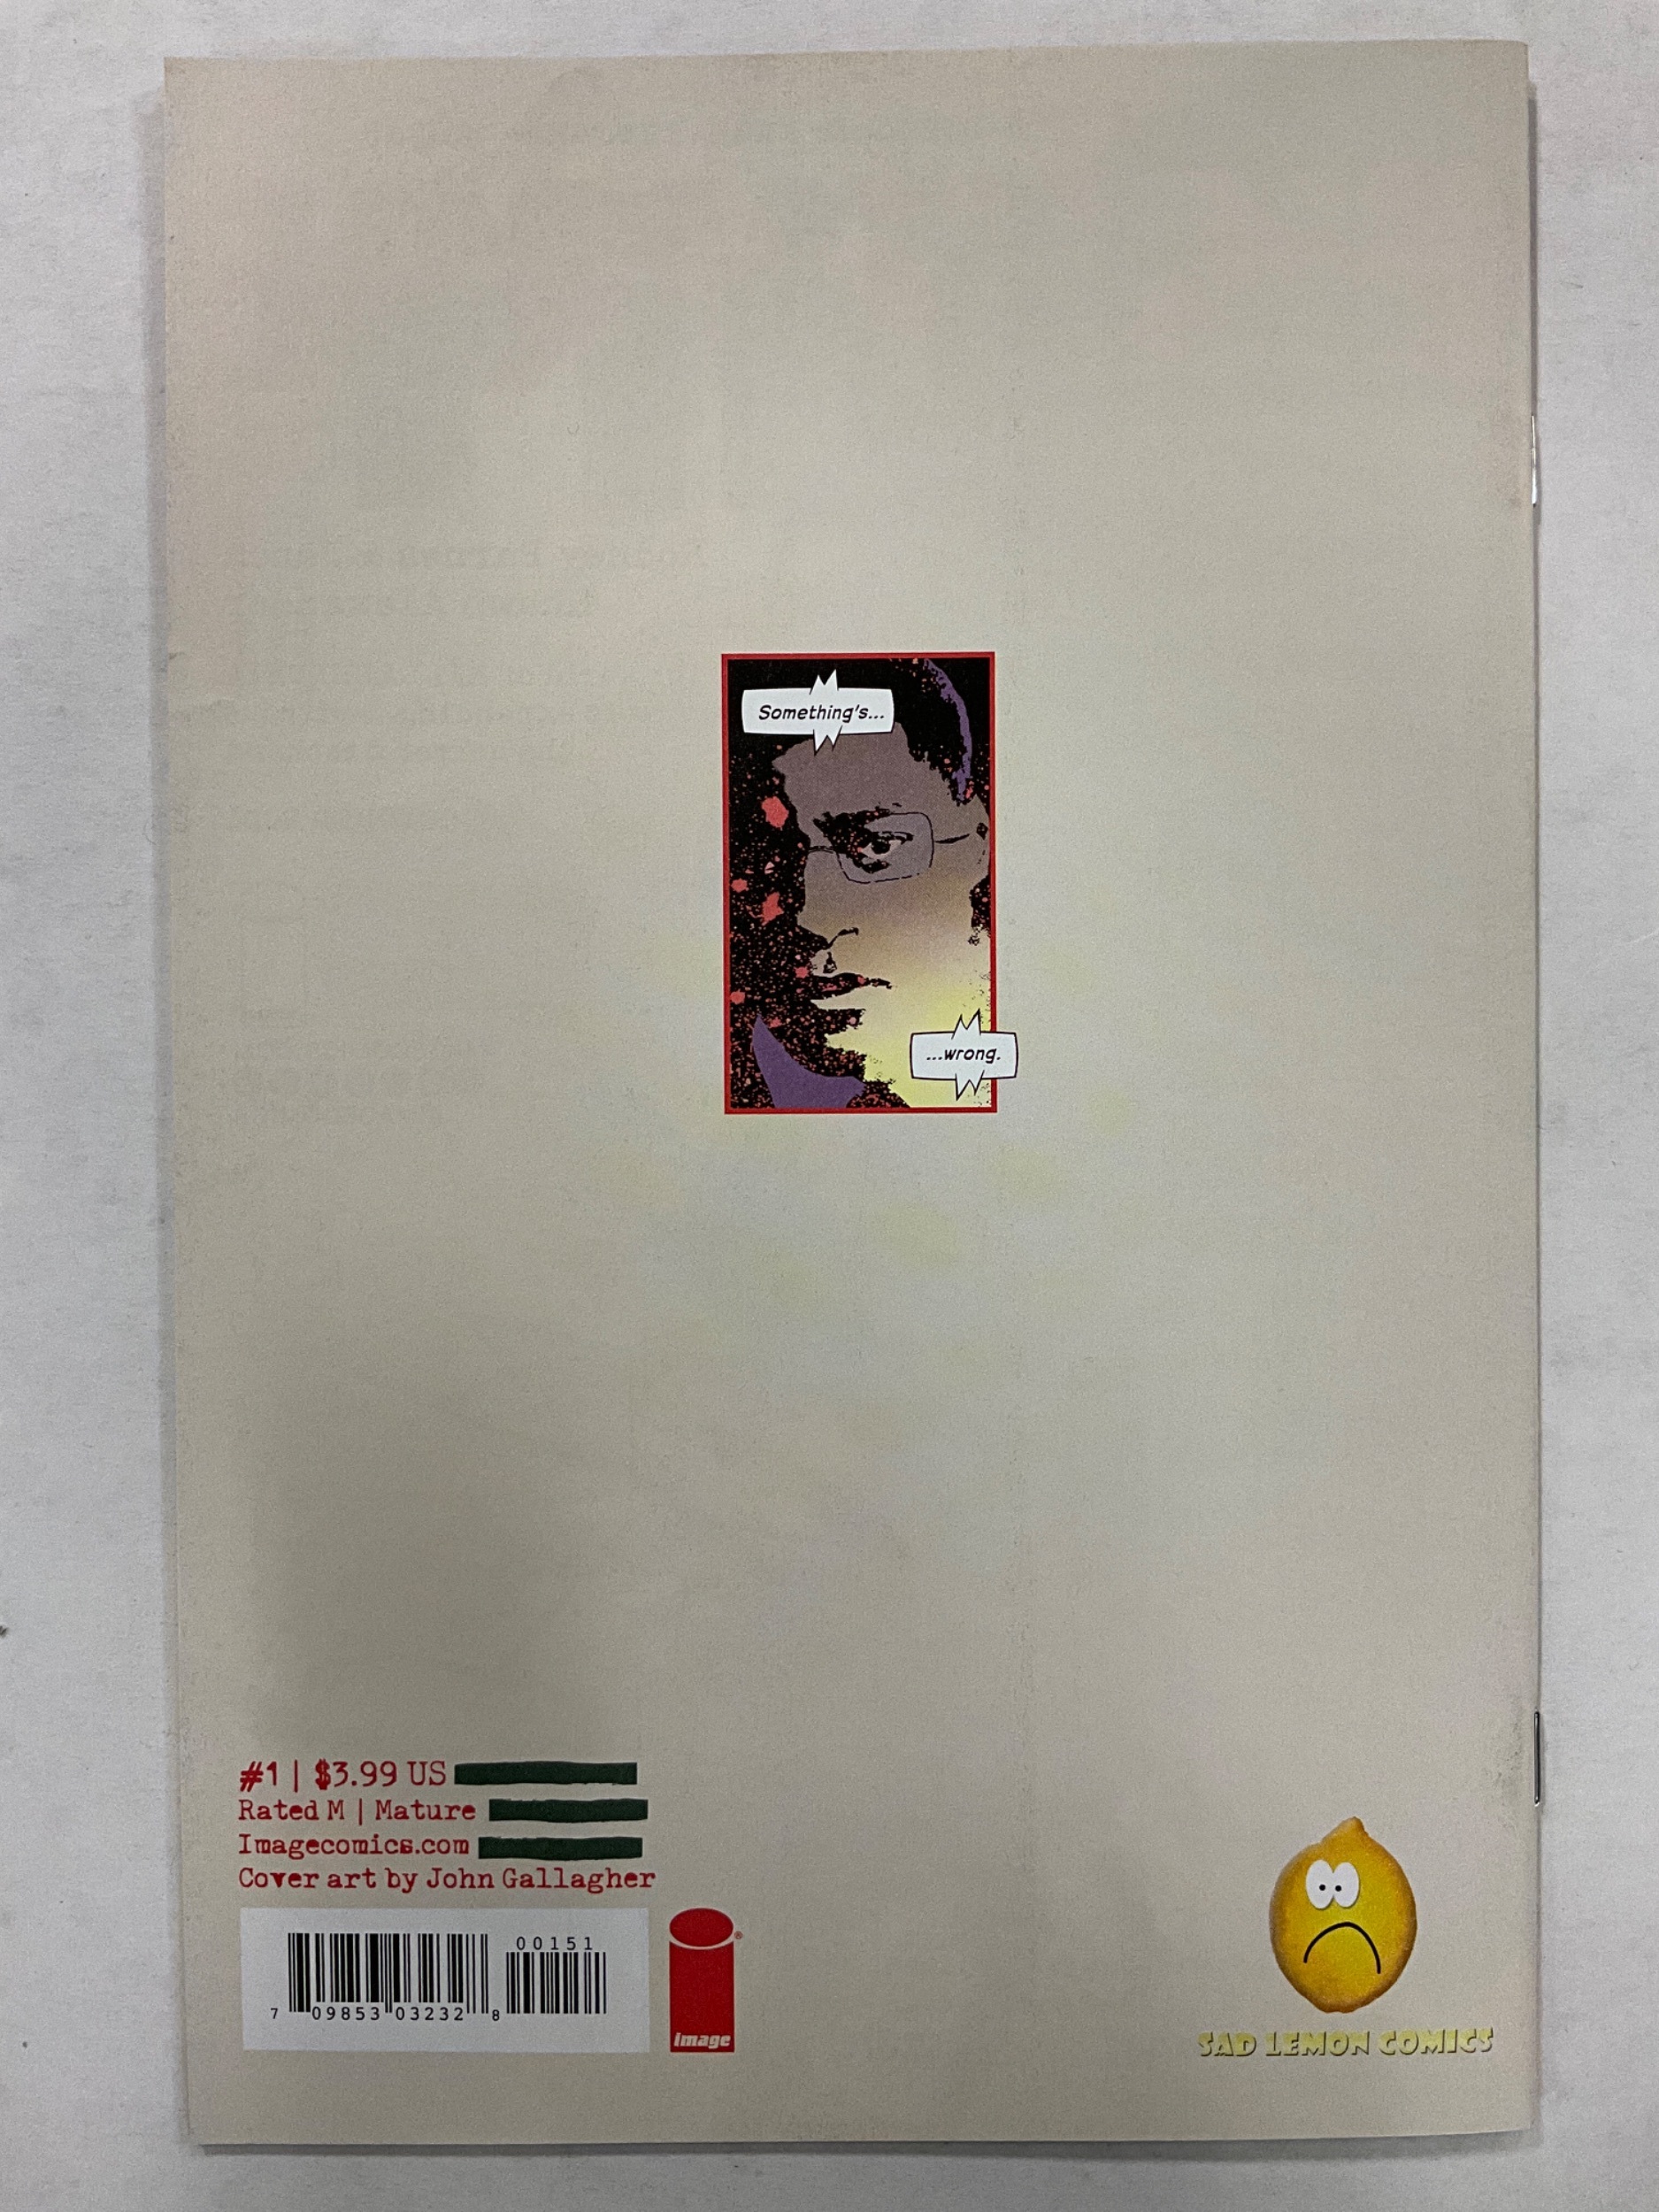 Something's...
...wrong.
#1 | $3.99 US
Rated M | Mature
Imagecomics.com
Cover art by John Gallagher
00151
7 09853 03232 8
image®
SAD LEMON COMICS